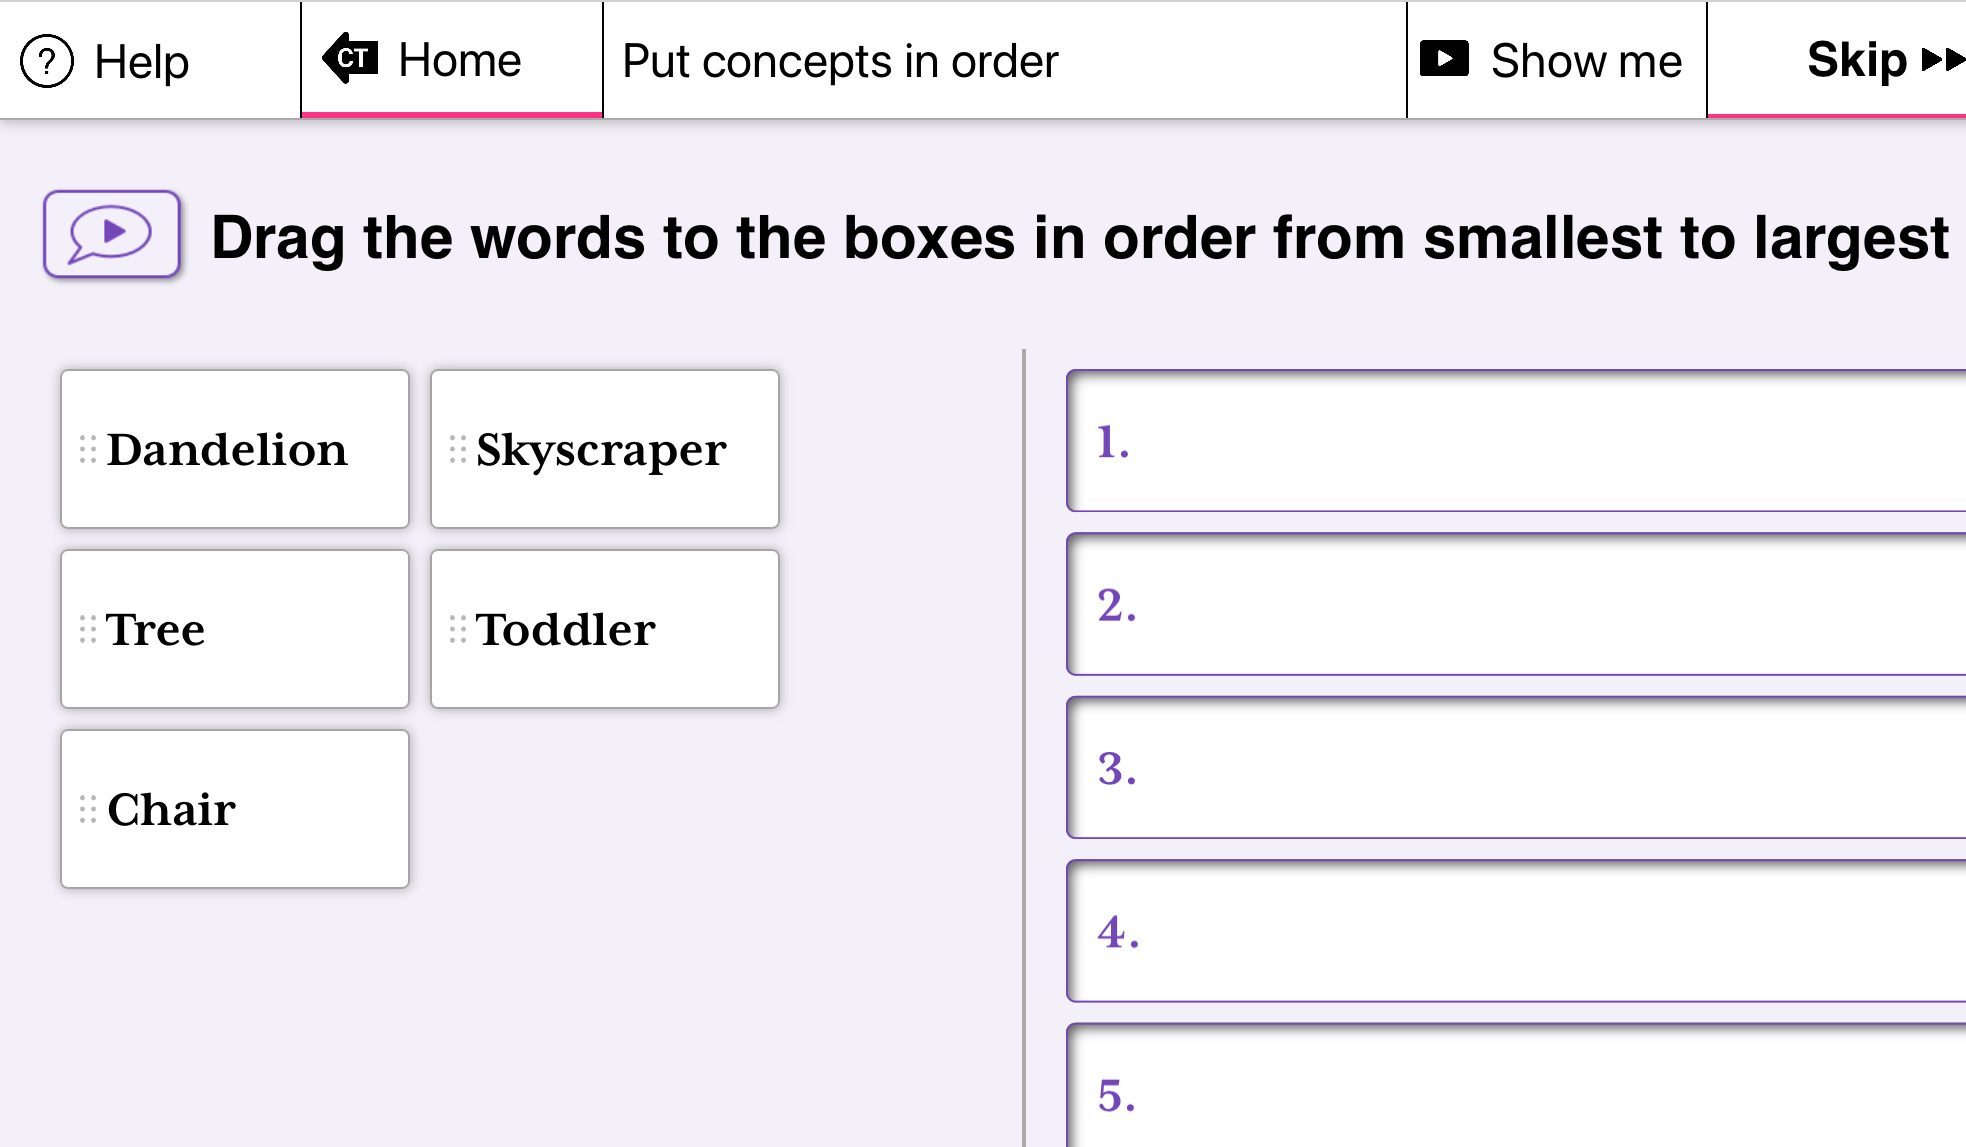 ? Help
CT Home
Put concepts in order
Show me
Skip
Drag the words to the boxes in order from smallest to largest
Dandelion
Skyscraper
Tree
Toddler
Chair
1.
2.
3.
4.
5.